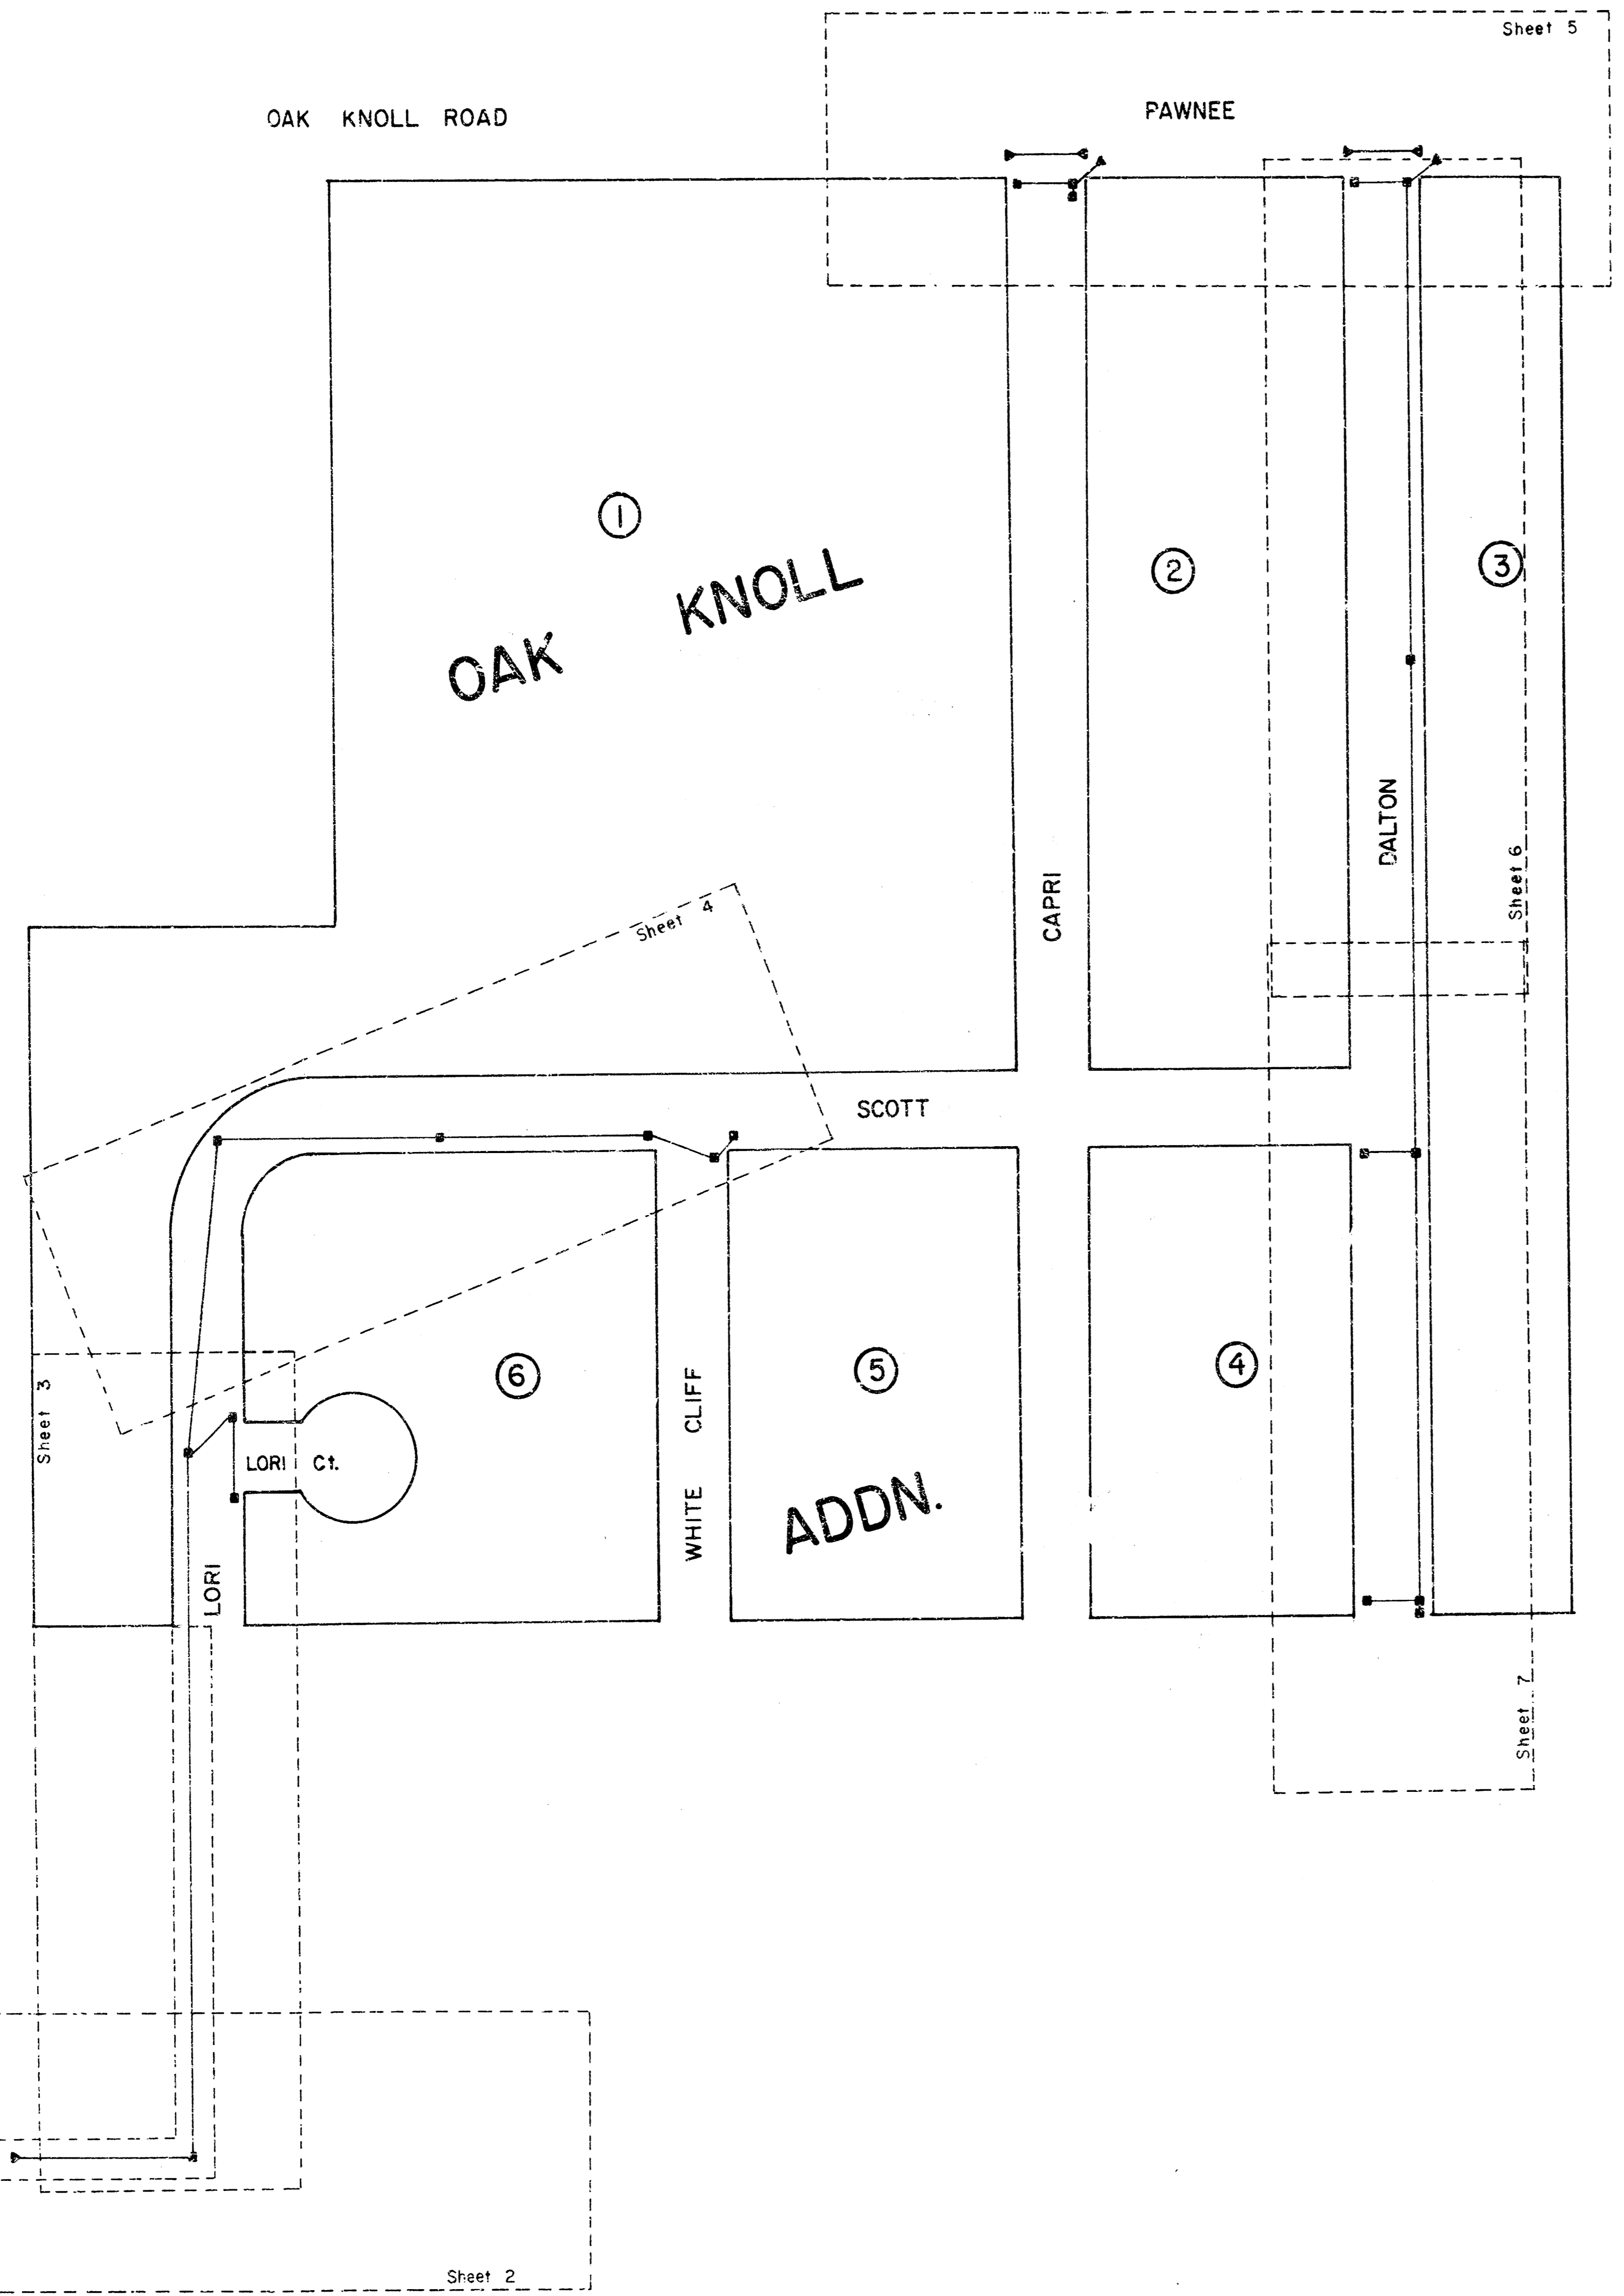 Sheet 5
OAK KNOLL ROAD
PAWNEE
1
2
3
OAK KNOLL
DALTON
CAPRI
Sheet 6
Sheet 4
SCOTT
6
5
4
Sheet 3
LORI Ct.
WHITE CLIFF
ADDN.
LORI
Sheet 7
Sheet 2